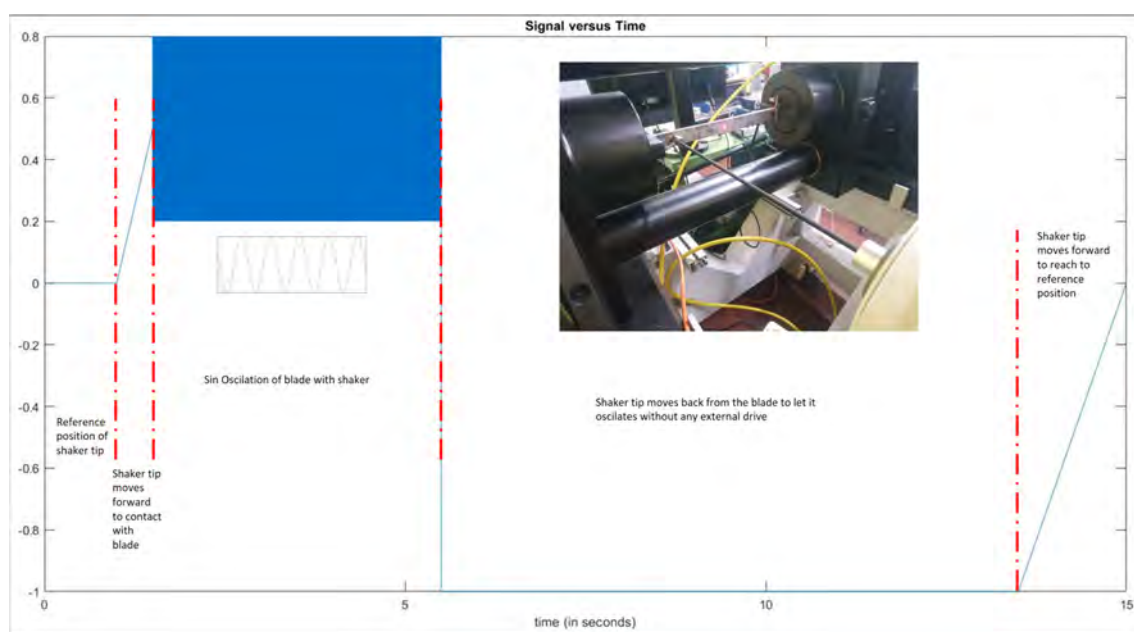 Signal versus Time
0.8
0.6
0.4
0.2
0
-0.2
-0.4
-0.6
-0.8
-1
Reference
position of
shaker tip
Shaker tip
moves
forward
to contact
with
blade
Sin Oscilation of blade with shaker
Shaker tip moves back from the blade to let it
oscilates without any external drive
Shaker tip
moves forward
to reach to
reference
position
0
5
10
15
time (in seconds)